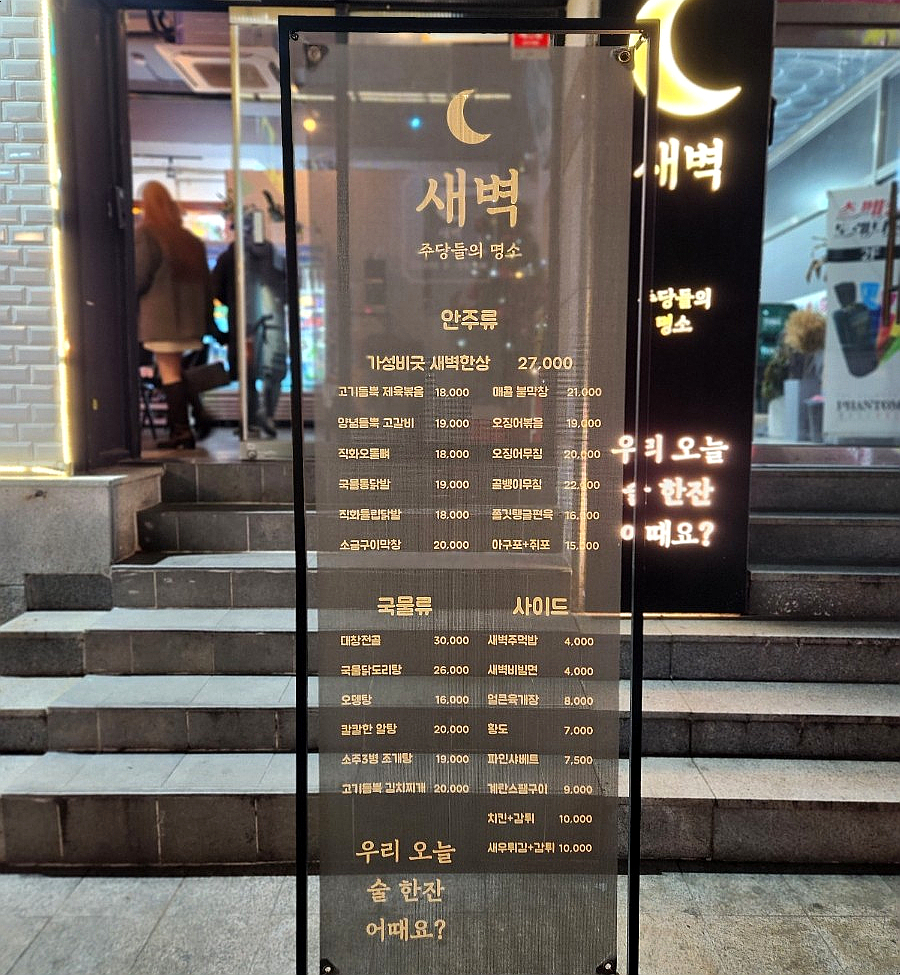 새벽
주당들의 명소
안주류
가성비굿 새벽한상 27,000
고기듬뿍 제육볶음 18,000
양념듬뿍 고갈비 19,000
직화오돌뼈 18,000
국물통닭발 19,000
직화튤립닭발 18,000
소금구이막창 20,000
매콤 불막창 21,000
오징어볶음 19,000
오징어무침 20,000
골뱅이무침 22,000
쫄깃탱글편육 16,000
아구포+쥐포 15,000
국물류
대창전골 30,000
국물닭도리탕 26,000
오뎅탕 16,000
칼칼한 알탕 20,000
소주3병 조개탕 19,000
고기듬뿍 김치찌개 20,000
사이드
새벽주먹밥 4,000
새벽비빔면 4,000
얼큰육개장 8,000
황도 7,000
파인샤베트 7,500
계란스팸구이 9,000
치킨+감튀 10,000
새우튀김+감튀 10,000
우리 오늘
술 한잔
어때요?
새벽
주당들의
명소
우리 오늘
술 한잔
어때요?
PHANTOM